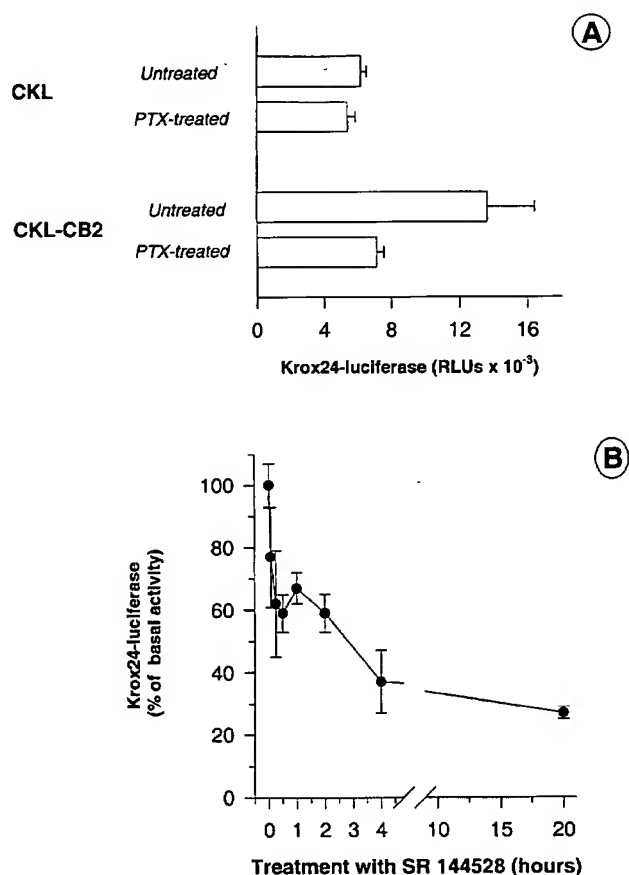 A
CKL
Untreated
PTX-treated
CKL-CB2
Untreated
PTX-treated
0 4 8 12 16
Krox24-luciferase (RLUs x 10⁻³)
B
Krox24-luciferase
(% of basal activity)
100
80
60
40
20
0
0 1 2 3 4 10 15 20
Treatment with SR 144528 (hours)